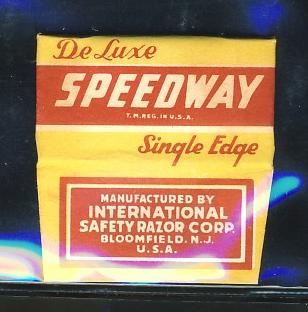 De Luxe
SPEEDWAY
T.M. REG. IN U.S.A.
Single Edge
MANUFACTURED BY
INTERNATIONAL
SAFETY RAZOR CORP.
BLOOMFIELD. N.J.
U.S.A.